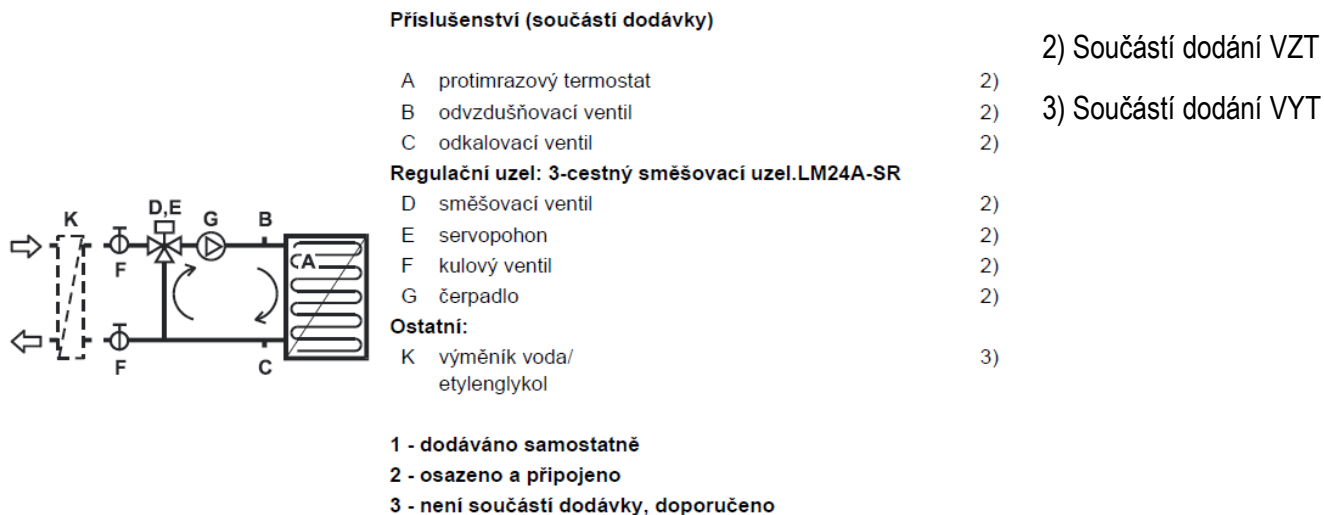 Příslušenství (součástí dodávky)
2) Součástí dodání VZT
A protimrazový termostat 2)
3) Součástí dodání VYT
B odvzdušňovací ventil 2)
C odkalovací ventil 2)
Regulační uzel: 3-cestný směšovací uzel.LM24A-SR
D směšovací ventil 2)
E servopohon 2)
F kulový ventil 2)
G čerpadlo 2)
Ostatní:
K výměník voda/ 3)
etylenglykol
1 - dodáváno samostatně
2 - osazeno a připojeno
3 - není součástí dodávky, doporučeno
K D,E G B
F A
F C